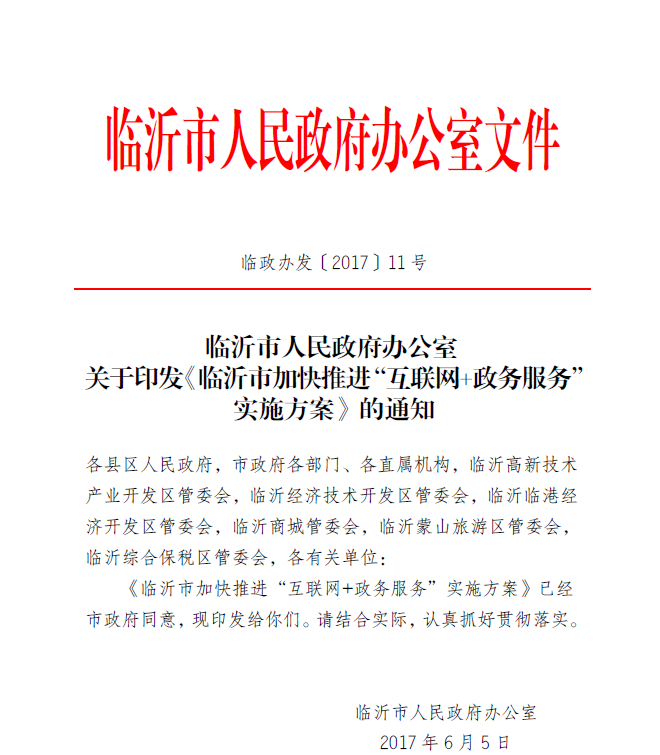 临沂市人民政府办公室文件
临政办发〔2017〕11 号
临沂市人民政府办公室
关于印发《临沂市加快推进“互联网+政务服务”
实施方案》的通知
各县区人民政府，市政府各部门、各直属机构，临沂高新技术
产业开发区管委会，临沂经济技术开发区管委会，临沂临港经
济开发区管委会，临沂商城管委会，临沂蒙山旅游区管委会，
临沂综合保税区管委会，各有关单位：
《临沂市加快推进“互联网+政务服务”实施方案》已经
市政府同意，现印发给你们。请结合实际，认真抓好贯彻落实。
临沂市人民政府办公室
2017 年 6 月 5 日